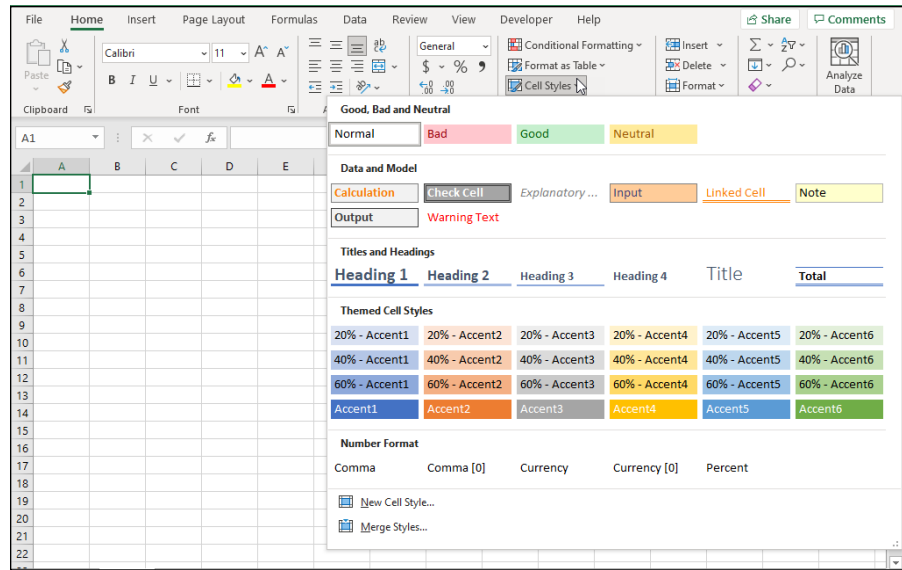 File Home Insert Page Layout Formulas Data Review View Developer Help Share Comments
Calibri 11 A^ A˅ ab General Conditional Formatting Insert Σ A Z
Paste B I U A $ % 9 Format as Table Delete Analyze
.00 .00 Cell Styles Format Data
Clipboard Font Good, Bad and Neutral
A1 fx Normal Bad Good Neutral
A B C D E
Data and Model
Calculation Check Cell Explanatory ... Input Linked Cell Note
Output Warning Text
Titles and Headings
Heading 1 Heading 2 Heading 3 Heading 4 Title Total
Themed Cell Styles
20% - Accent1 20% - Accent2 20% - Accent3 20% - Accent4 20% - Accent5 20% - Accent6
40% - Accent1 40% - Accent2 40% - Accent3 40% - Accent4 40% - Accent5 40% - Accent6
60% - Accent1 60% - Accent2 60% - Accent3 60% - Accent4 60% - Accent5 60% - Accent6
Accent1 Accent2 Accent3 Accent4 Accent5 Accent6
Number Format
Comma Comma [0] Currency Currency [0] Percent
New Cell Style...
Merge Styles...
1
2
3
4
5
6
7
8
9
10
11
12
13
14
15
16
17
18
19
20
21
22